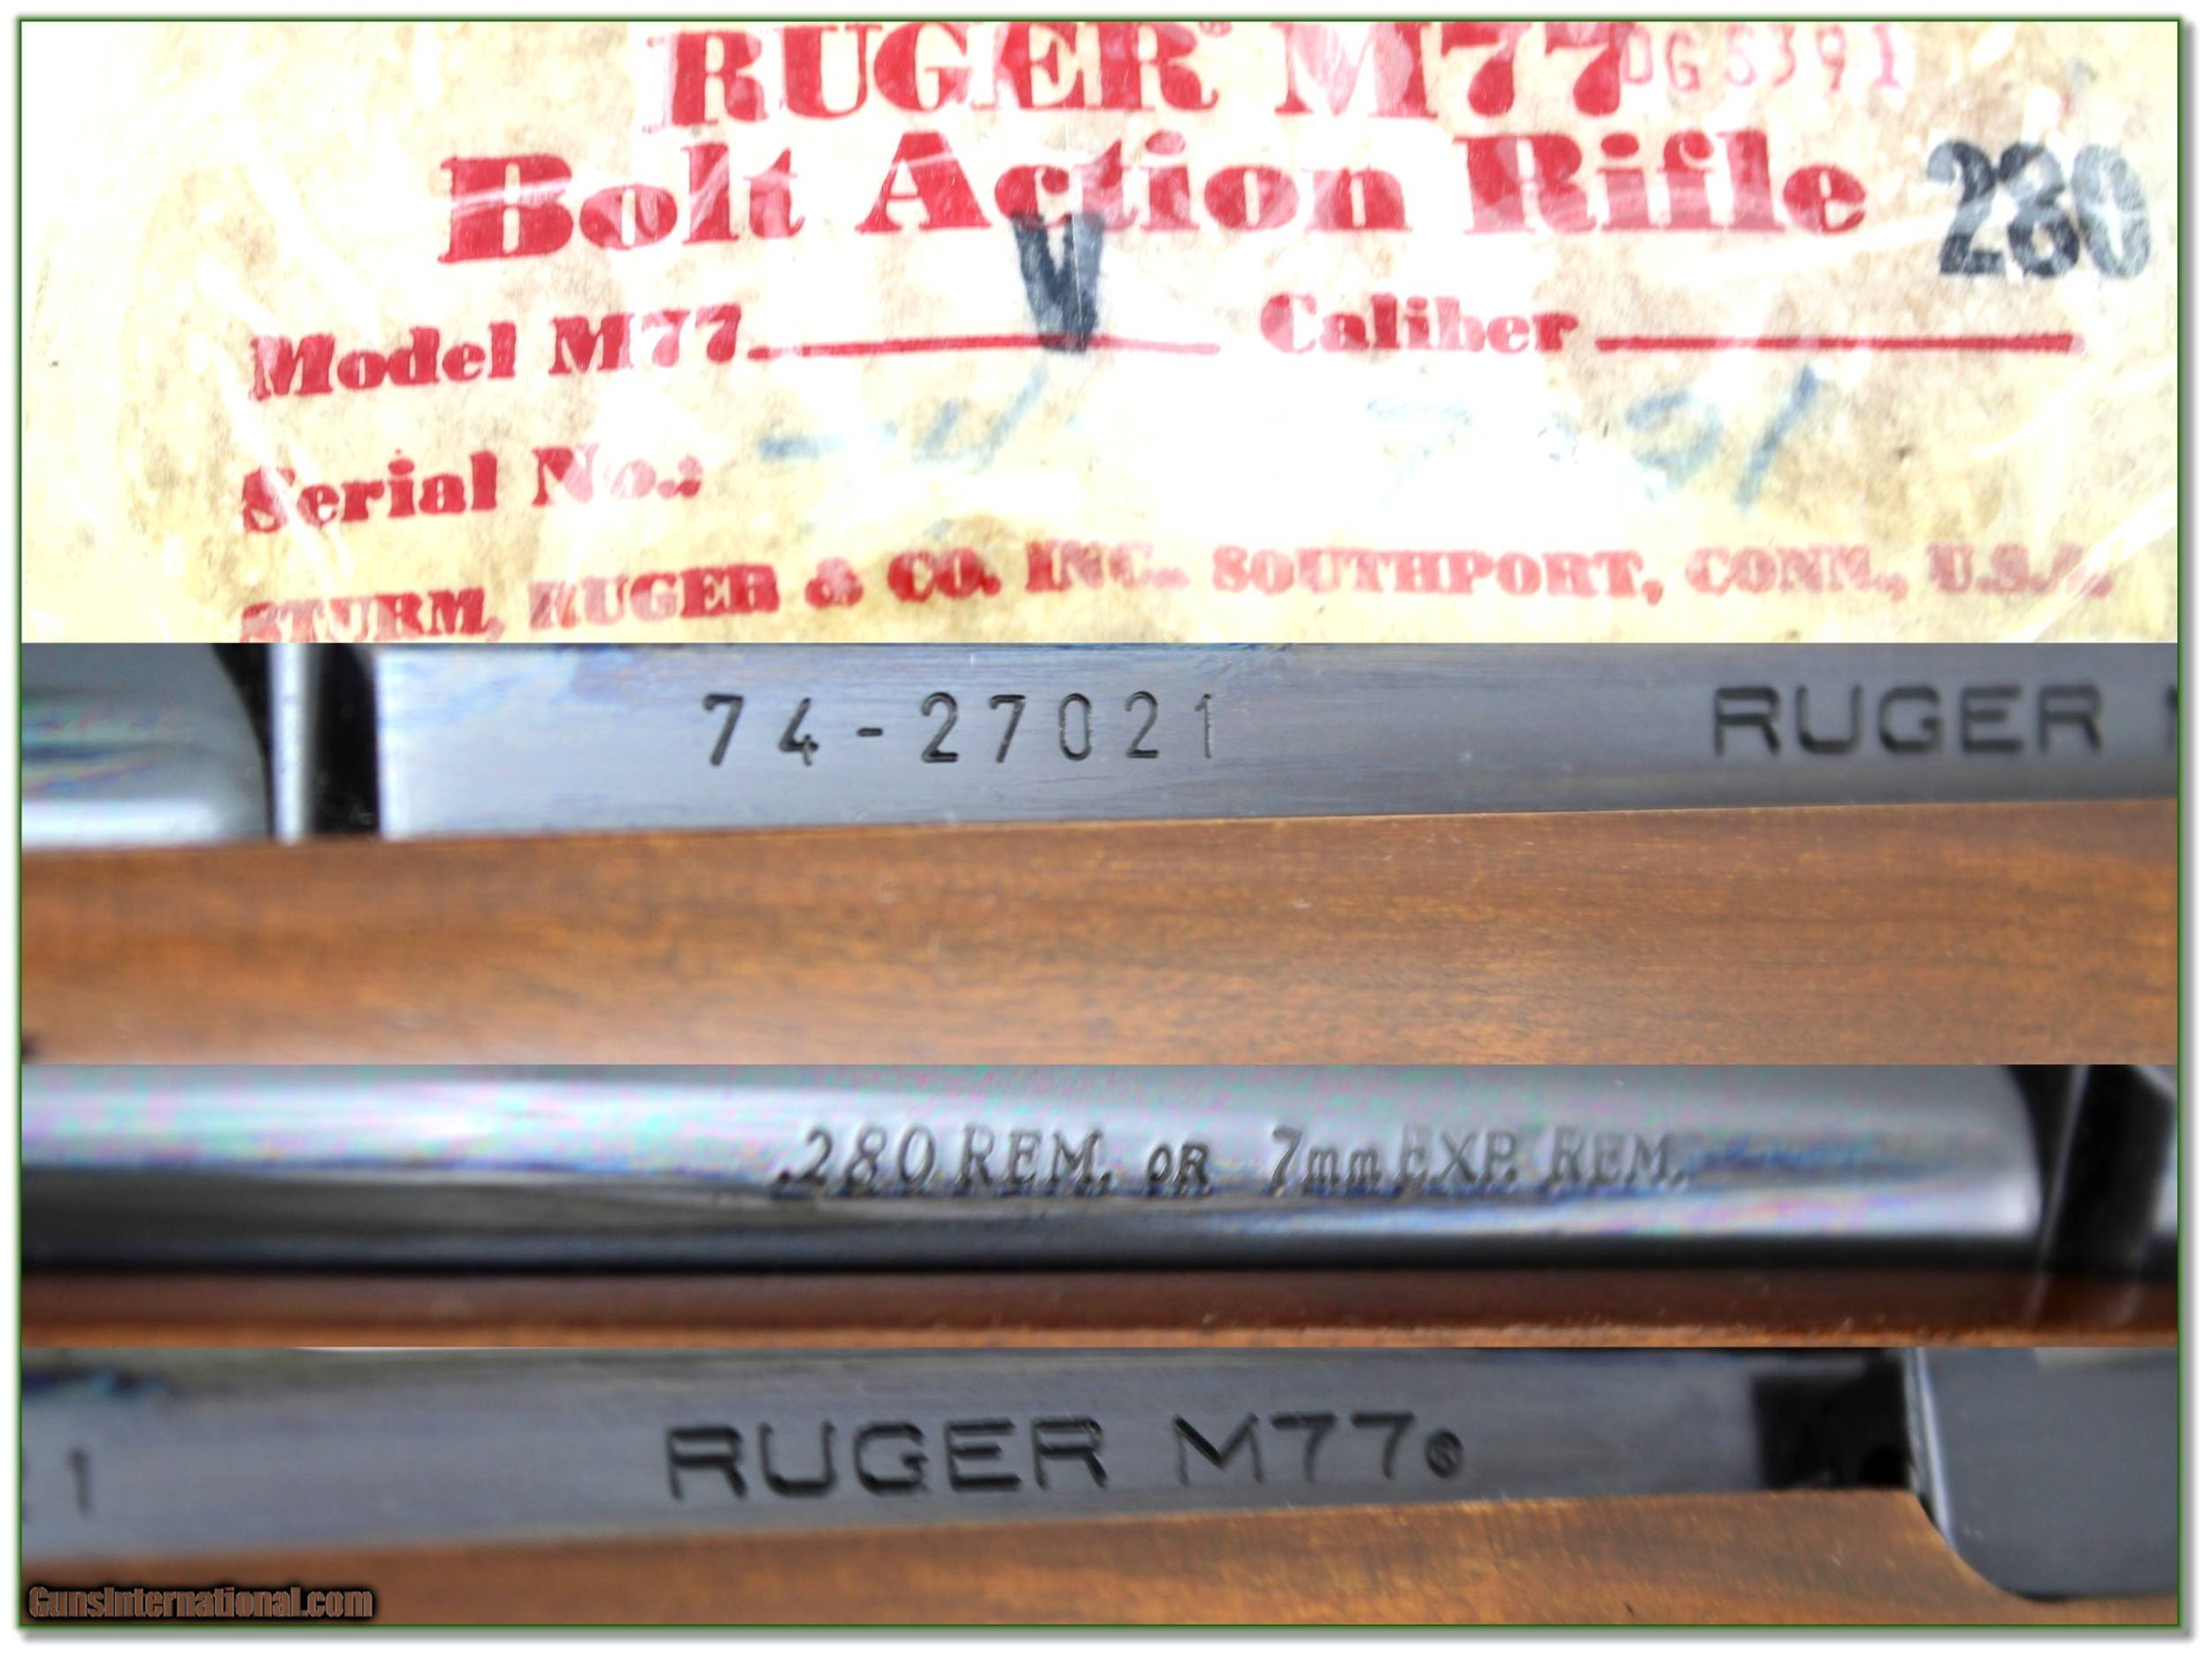 RUGER® M77
Bolt Action Rifle 280
Model M77 V Caliber
Serial No.:
STURM, RUGER & CO. INC. SOUTHPORT, CONN., U.S.A.
74-27021 RUGER
.280 REM. OR 7mm EXP. REM.
21 RUGER M77®
GunsInternational.com